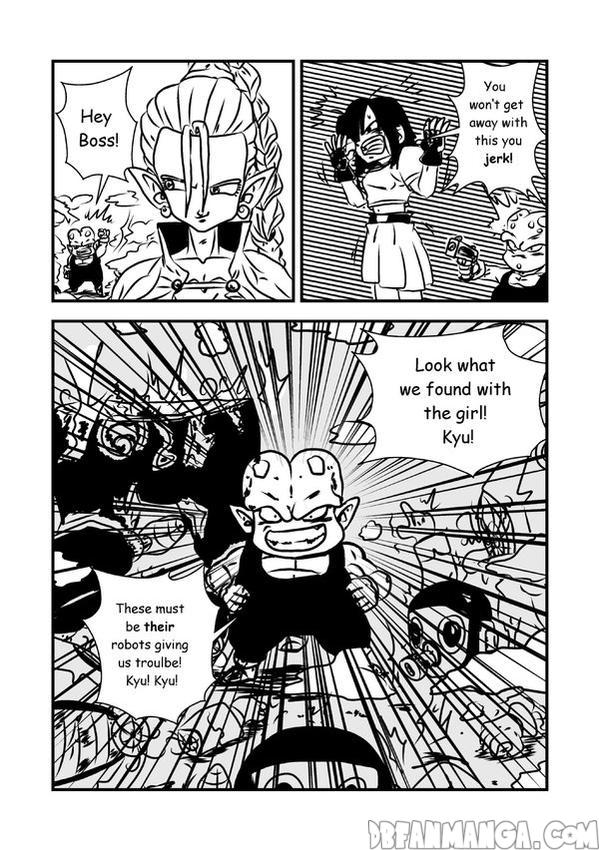 Hey
Boss!
You
won't get
away with
this you
jerk!
Look what
we found with
the girl!
Kyu!
These must
be their
robots giving
us troulbe!
Kyu! Kyu!
DBFANMANGA.COM